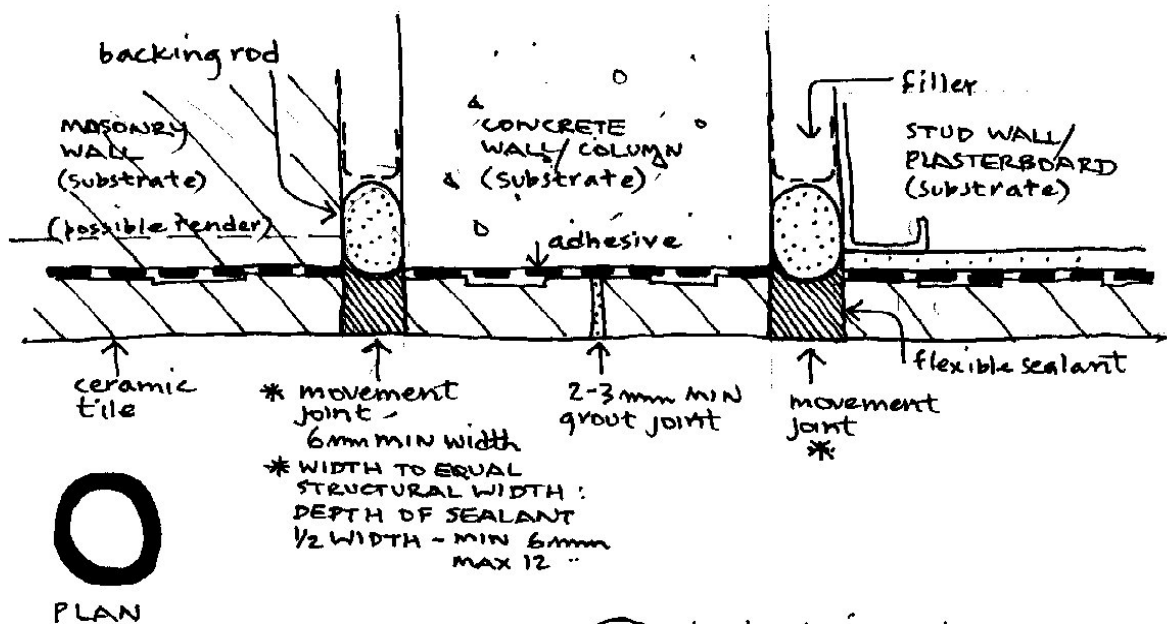 backing rod
MASONRY
WALL
(substrate)
(possible render)
CONCRETE
WALL/COLUMN
(substrate)
adhesive
filler
STUD WALL/
PLASTERBOARD
(substrate)
ceramic
tile
* movement
joint -
6mm MIN width
* WIDTH TO EQUAL
STRUCTURAL WIDTH :
DEPTH OF SEALANT
1/2 WIDTH - MIN 6mm
MAX 12 "
2-3mm MIN
grout joint
movement
joint
*
flexible sealant
PLAN